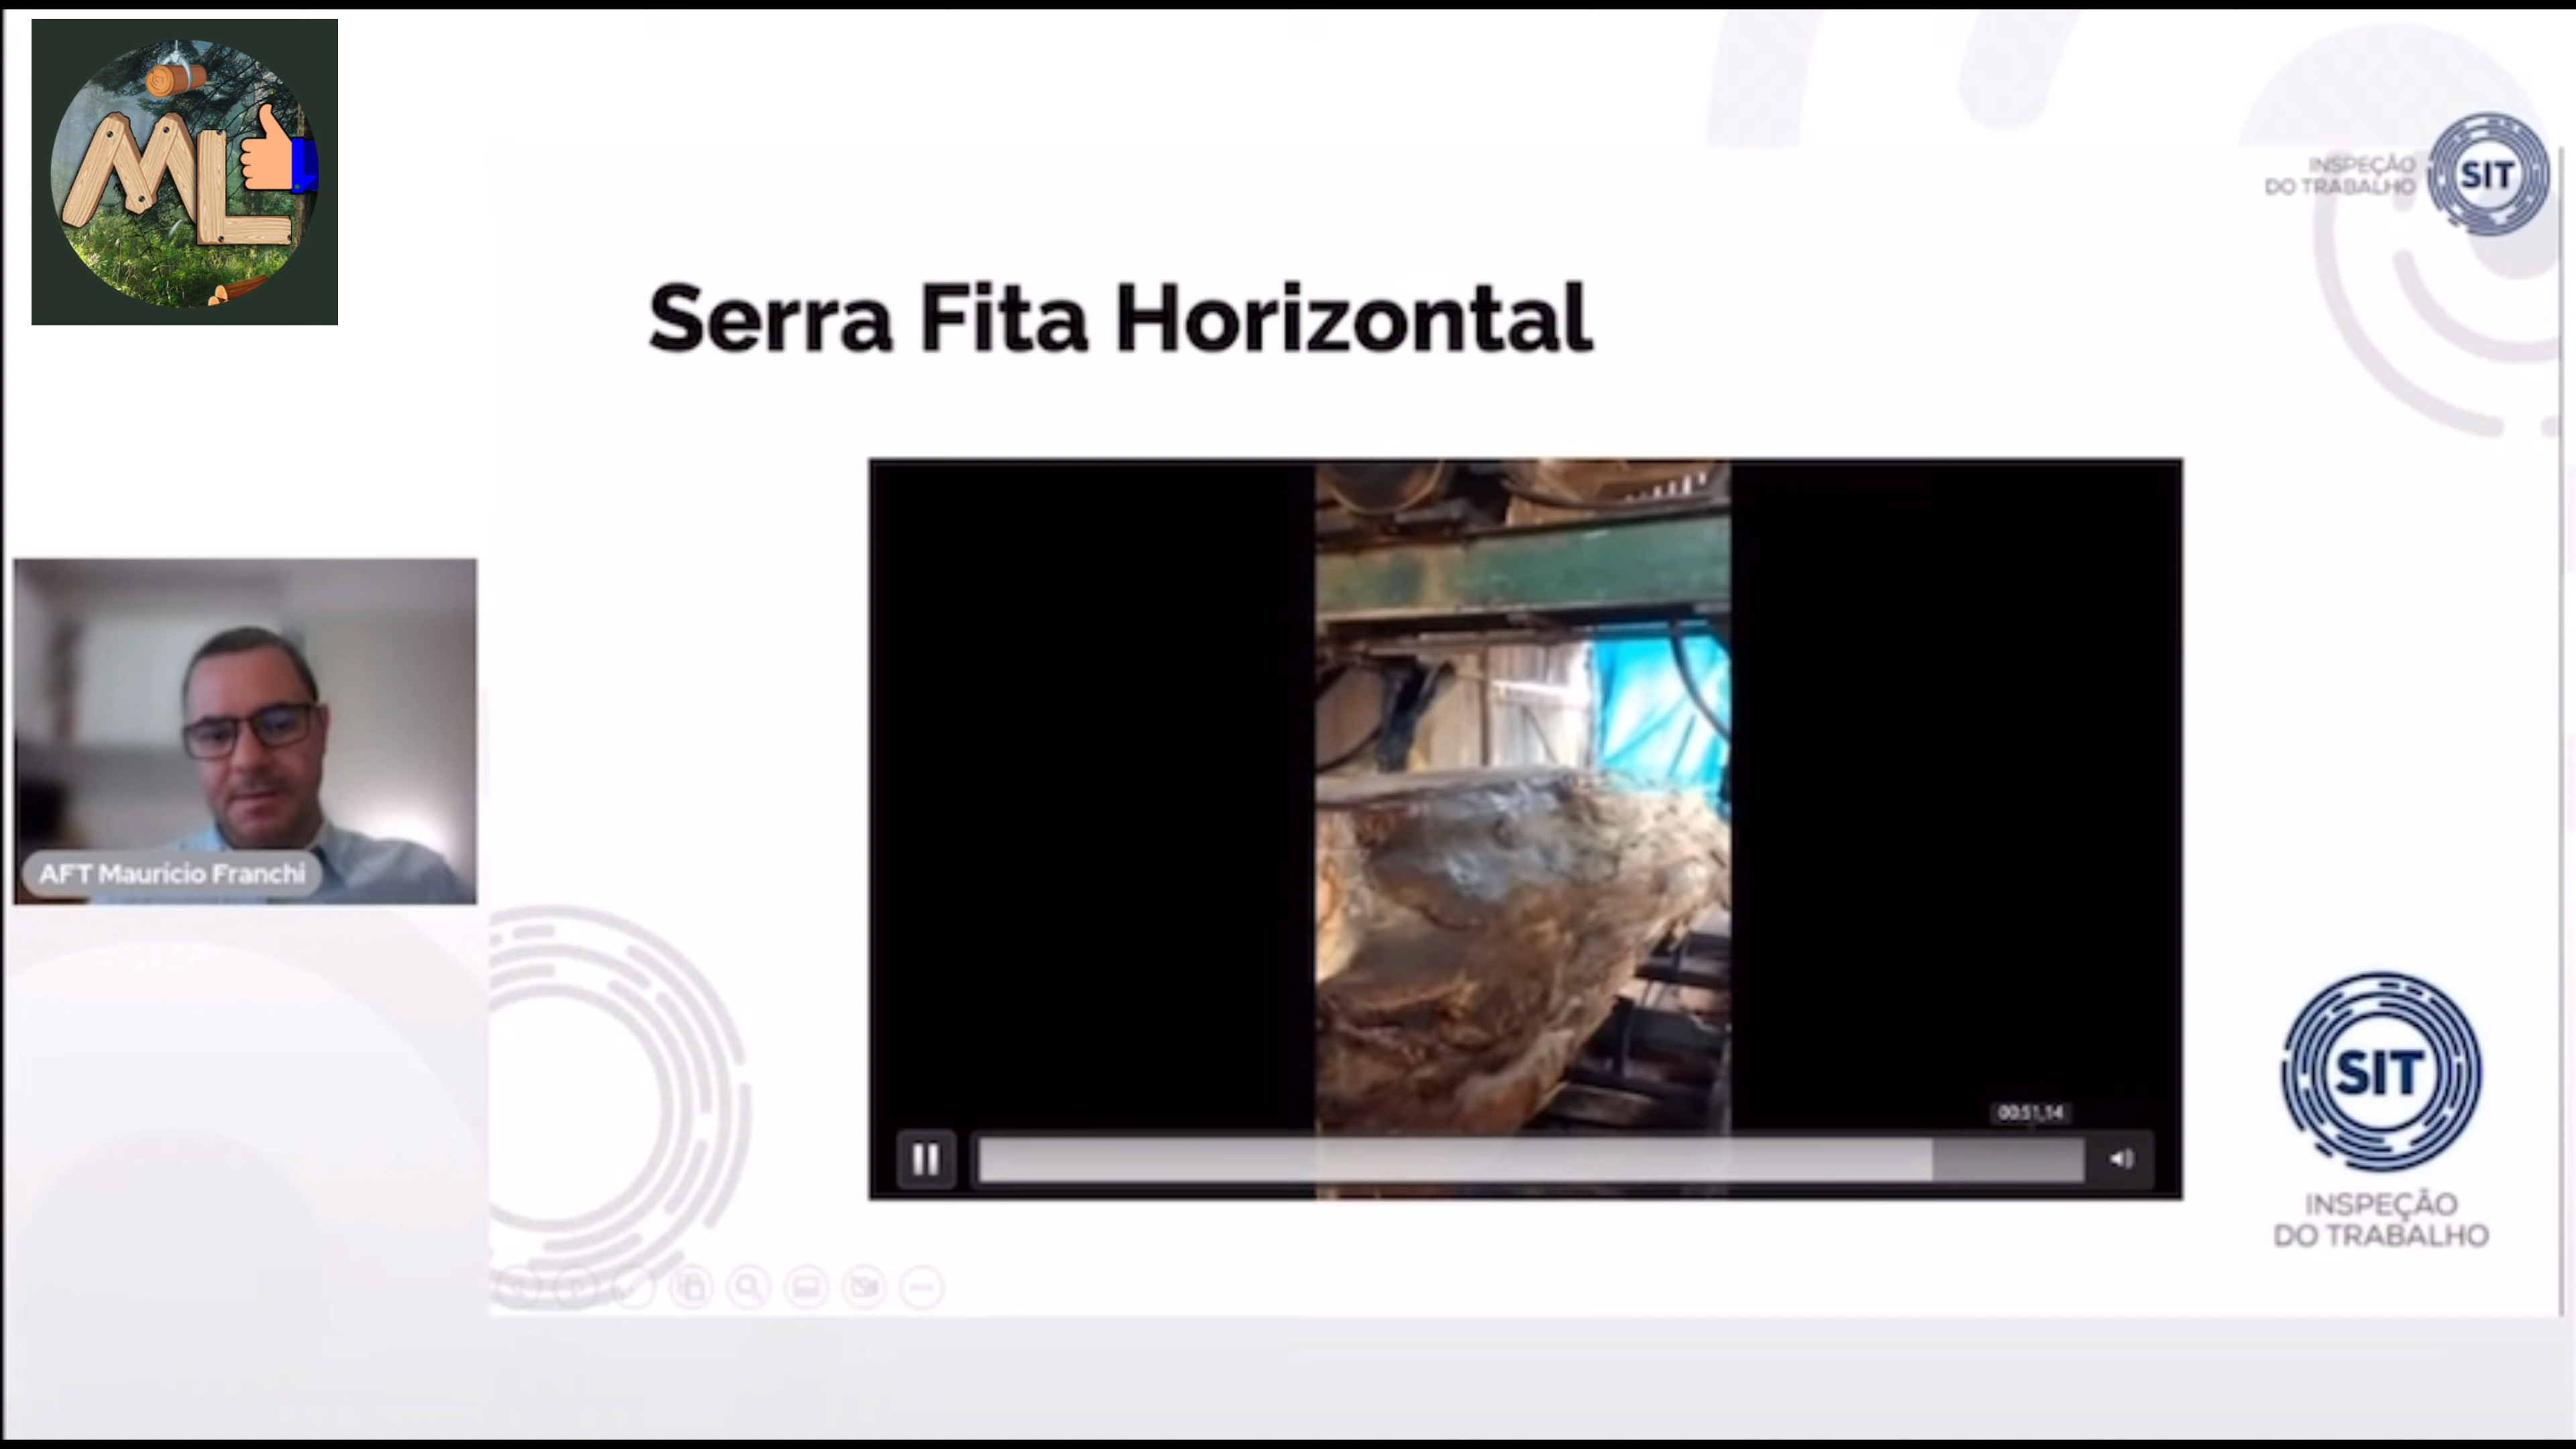 ML
INSPEÇÃO
DO TRABALHO
SIT
Serra Fita Horizontal
AFT Maurício Franchi
00:51,14
SIT
INSPEÇÃO
DO TRABALHO